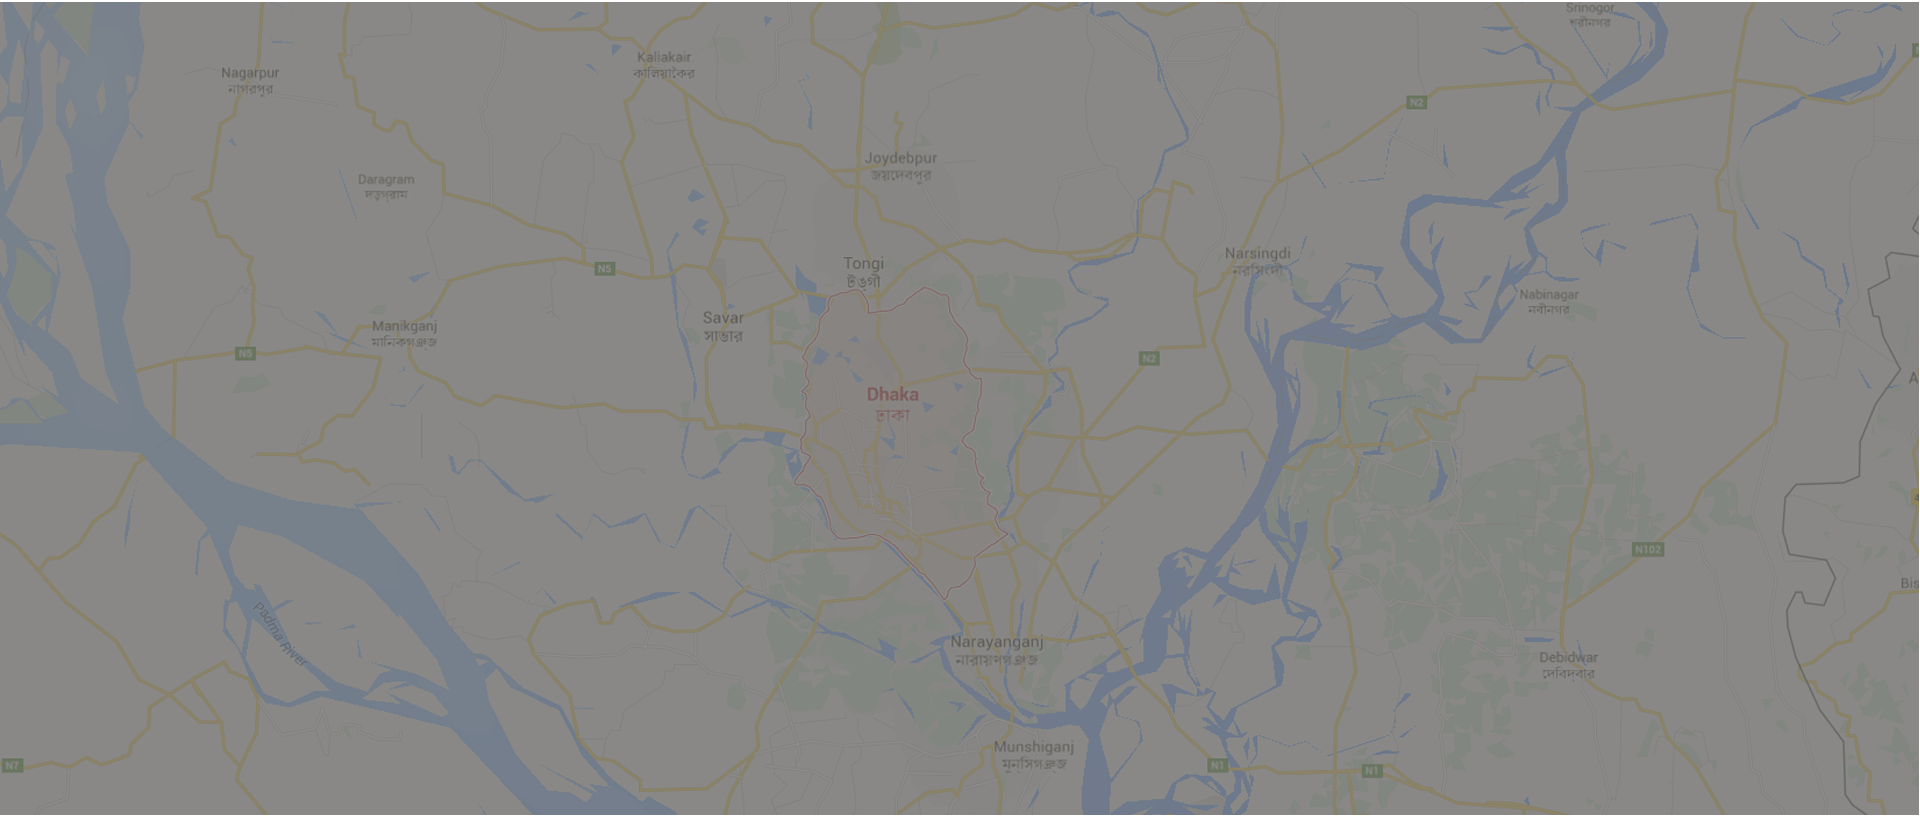 Srinogor
শ্রীনগর
Kaliakair
কালিয়াকৈর
Nagarpur
নাগরপুর
N2
Joydebpur
জয়দেবপুর
Daragram
দড়গ্রাম
Narsingdi
নরসিংদী
Tongi
টঙ্গী
N5
Nabinagar
নবীনগর
Savar
সাভার
Manikganj
মানিকগঞ্জ
N5
N2
Dhaka
ঢাকা
N102
Padma River
Narayanganj
নারায়ণগঞ্জ
Debidwar
দেবিদ্বার
Munshiganj
মুন্সিগঞ্জ
N7
N1
N1